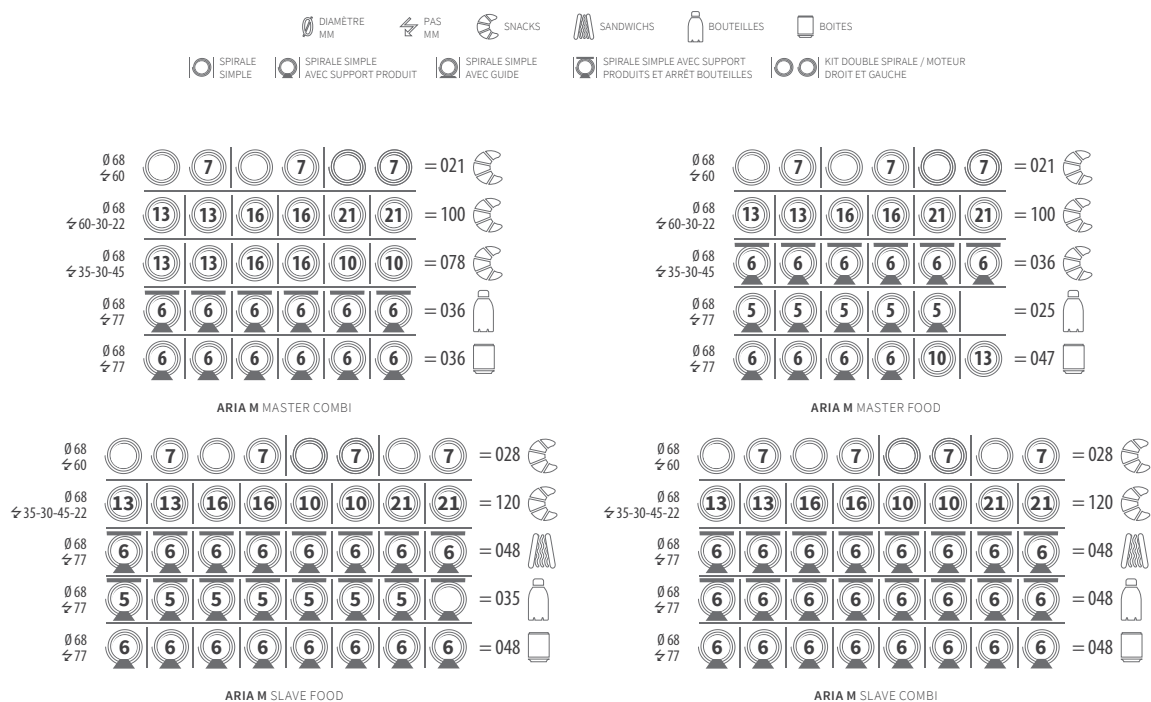 DIAMÈTRE
MM
PAS
MM
SNACKS
SANDWICHS
BOUTEILLES
BOITES
SPIRALE
SIMPLE
SPIRALE SIMPLE
AVEC SUPPORT PRODUIT
SPIRALE SIMPLE
AVEC GUIDE
SPIRALE SIMPLE AVEC SUPPORT
PRODUITS ET ARRÊT BOUTEILLES
KIT DOUBLE SPIRALE / MOTEUR
DROIT ET GAUCHE
Ø 68
60
7 7 7 = 021
Ø 68
60-30-22
13 13 16 16 21 21 = 100
Ø 68
35-30-45
13 13 16 16 10 10 = 078
Ø 68
77
6 6 6 6 6 6 = 036
Ø 68
77
6 6 6 6 6 6 = 036
ARIA M MASTER COMBI
Ø 68
60
7 7 7 = 021
Ø 68
60-30-22
13 13 16 16 21 21 = 100
Ø 68
35-30-45
6 6 6 6 6 6 = 036
Ø 68
77
5 5 5 5 5 = 025
Ø 68
77
6 6 6 6 10 13 = 047
ARIA M MASTER FOOD
Ø 68
60
7 7 7 7 = 028
Ø 68
35-30-45-22
13 13 16 16 10 10 21 21 = 120
Ø 68
77
6 6 6 6 6 6 6 6 = 048
Ø 68
77
5 5 5 5 5 5 5 = 035
Ø 68
77
6 6 6 6 6 6 6 6 = 048
ARIA M SLAVE FOOD
Ø 68
60
7 7 7 7 = 028
Ø 68
35-30-45-22
13 13 16 16 10 10 21 21 = 120
Ø 68
77
6 6 6 6 6 6 6 6 = 048
Ø 68
77
6 6 6 6 6 6 6 6 = 048
Ø 68
77
6 6 6 6 6 6 6 6 = 048
ARIA M SLAVE COMBI